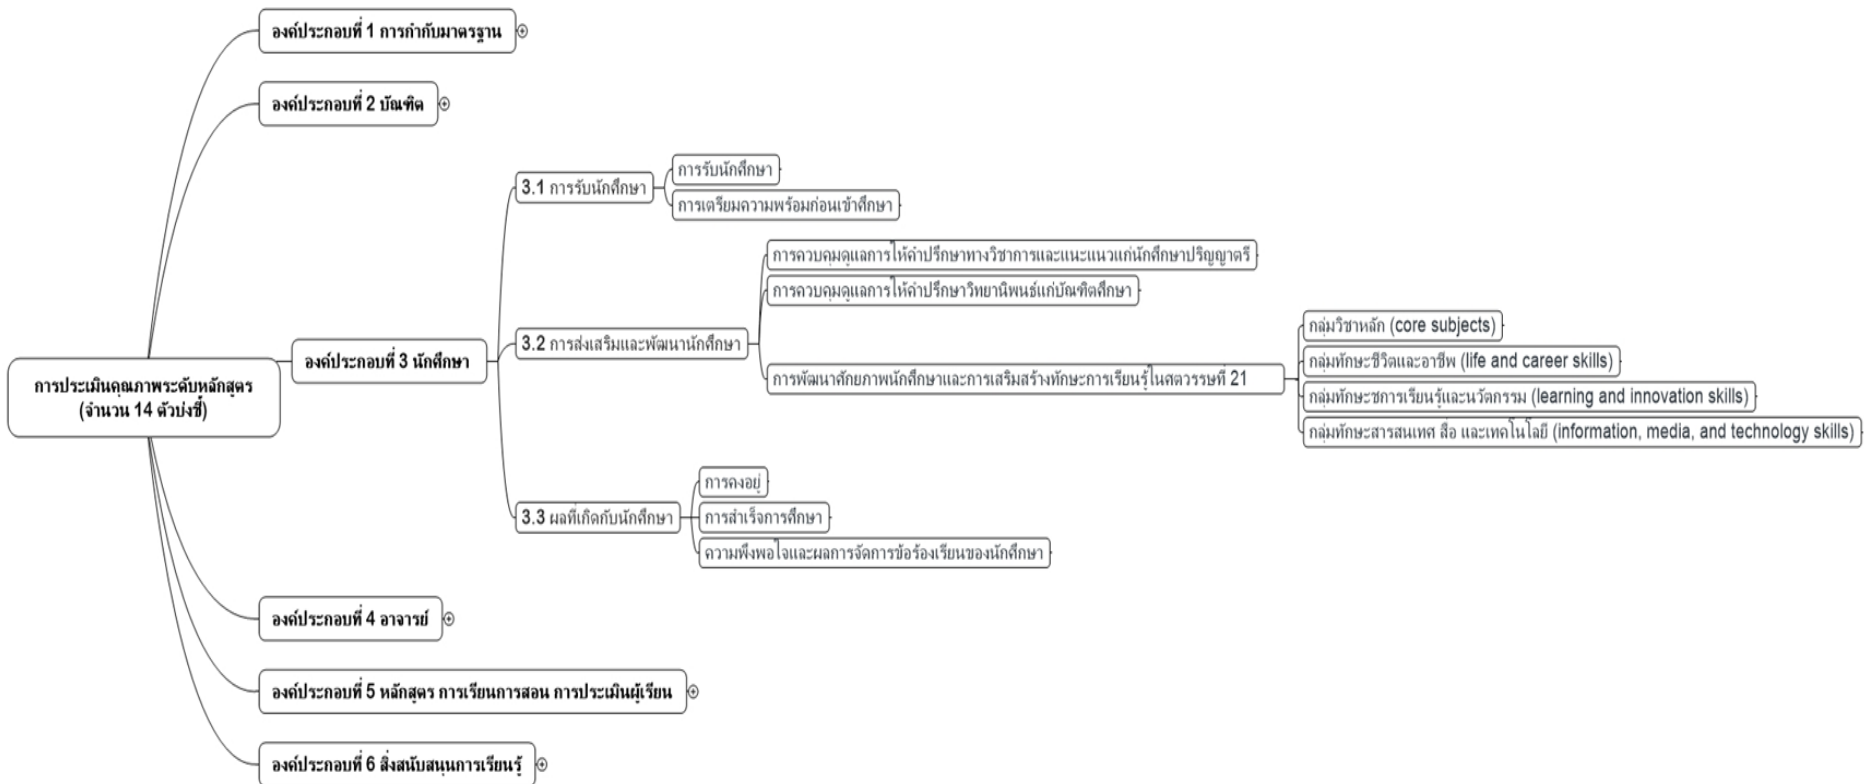 องค์ประกอบที่ 1 การกำกับมาตรฐาน
องค์ประกอบที่ 2 บัณฑิต
การประเมินคุณภาพระดับหลักสูตร
(จำนวน 14 ตัวบ่งชี้)
องค์ประกอบที่ 3 นักศึกษา
3.1 การรับนักศึกษา
การรับนักศึกษา
การเตรียมความพร้อมก่อนเข้าศึกษา
3.2 การส่งเสริมและพัฒนานักศึกษา
การควบคุมดูแลการให้คำปรึกษาทางวิชาการและแนะแนวแก่นักศึกษาปริญญาตรี
การควบคุมดูแลการให้คำปรึกษาวิทยานิพนธ์แก่บัณฑิตศึกษา
การพัฒนาศักยภาพนักศึกษาและการเสริมสร้างทักษะการเรียนรู้ในศตวรรษที่ 21
กลุ่มวิชาหลัก (core subjects)
กลุ่มทักษะชีวิตและอาชีพ (life and career skills)
กลุ่มทักษะชการเรียนรู้และนวัตกรรม (learning and innovation skills)
กลุ่มทักษะสารสนเทศ สื่อ และเทคโนโลยี (information, media, and technology skills)
3.3 ผลที่เกิดกับนักศึกษา
การคงอยู่
การสำเร็จการศึกษา
ความพึงพอใจและผลการจัดการข้อร้องเรียนของนักศึกษา
องค์ประกอบที่ 4 อาจารย์
องค์ประกอบที่ 5 หลักสูตร การเรียนการสอน การประเมินผู้เรียน
องค์ประกอบที่ 6 สิ่งสนับสนุนการเรียนรู้